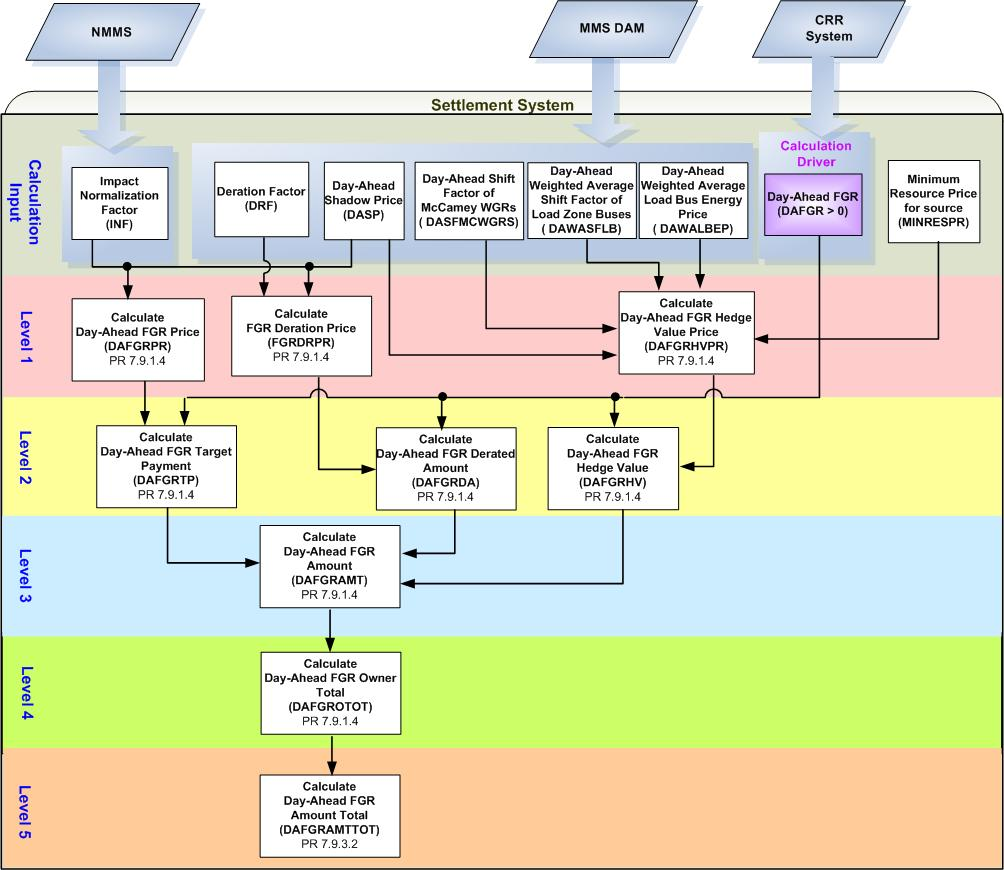 NMMS
MMS DAM
CRR
System
Settlement System
Calculation
Input
Impact
Normalization
Factor
(INF)
Deration Factor
(DRF)
Day-Ahead
Shadow Price
(DASP)
Day-Ahead Shift
Factor of
McCamey WGRs
( DASFMCWGRS)
Day-Ahead
Weighted Average
Shift Factor of
Load Zone Buses
( DAWASFLB)
Day-Ahead
Weighted Average
Load Bus Energy
Price
( DAWALBEP)
Calculation
Driver
Day-Ahead FGR
(DAFGR > 0)
Minimum
Resource Price
for source
(MINRESPR)
Level 1
Calculate
Day-Ahead FGR Price
(DAFGRPR)
PR 7.9.1.4
Calculate
FGR Deration Price
(FGRDRPR)
PR 7.9.1.4
Calculate
Day-Ahead FGR Hedge
Value Price
(DAFGRHVPR)
PR 7.9.1.4
Level 2
Calculate
Day-Ahead FGR Target
Payment
(DAFGRTP)
PR 7.9.1.4
Calculate
Day-Ahead FGR Derated
Amount
(DAFGRDA)
PR 7.9.1.4
Calculate
Day-Ahead FGR
Hedge Value
(DAFGRHV)
PR 7.9.1.4
Level 3
Calculate
Day-Ahead FGR
Amount
(DAFGRAMT)
PR 7.9.1.4
Level 4
Calculate
Day-Ahead FGR Owner
Total
(DAFGROTOT)
PR 7.9.1.4
Level 5
Calculate
Day-Ahead FGR
Amount Total
(DAFGRAMTTOT)
PR 7.9.3.2